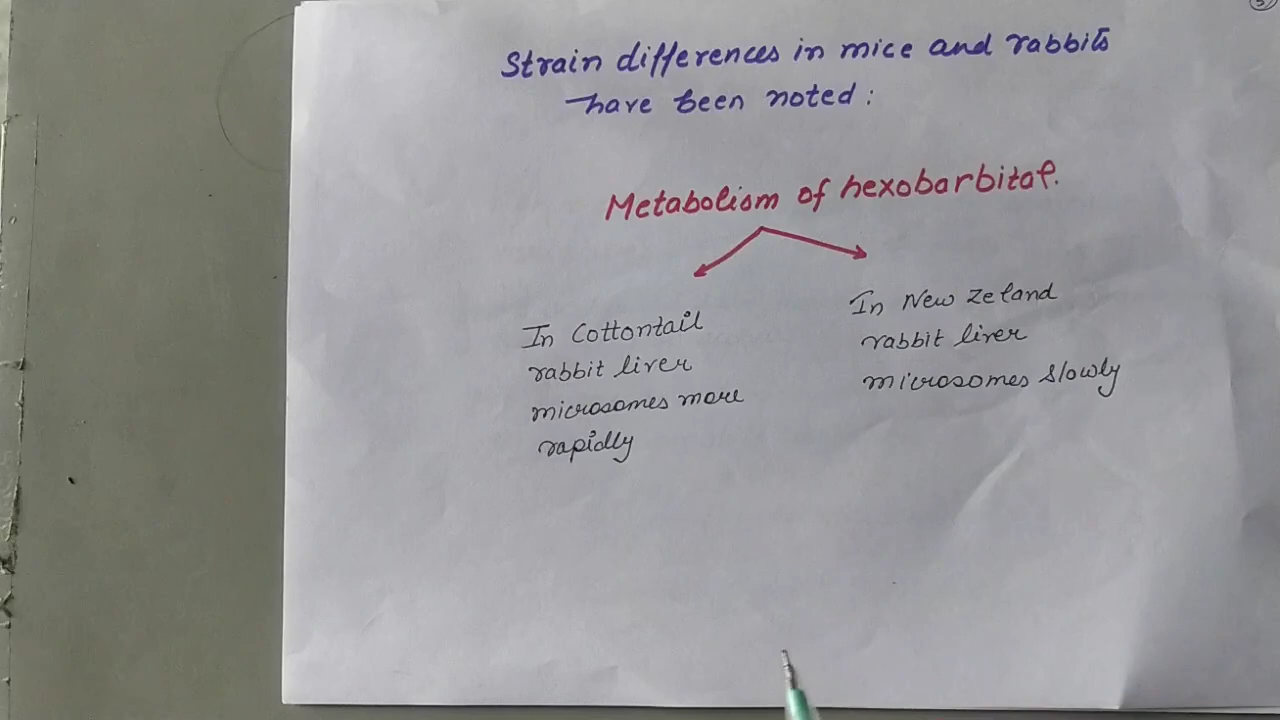 Strain differences in mice and rabbits
have been noted:
Metabolism of hexobarbital.
In Cottontail
rabbit liver
microsomes more
rapidly
In New Zeland
rabbit liver
microsomes slowly